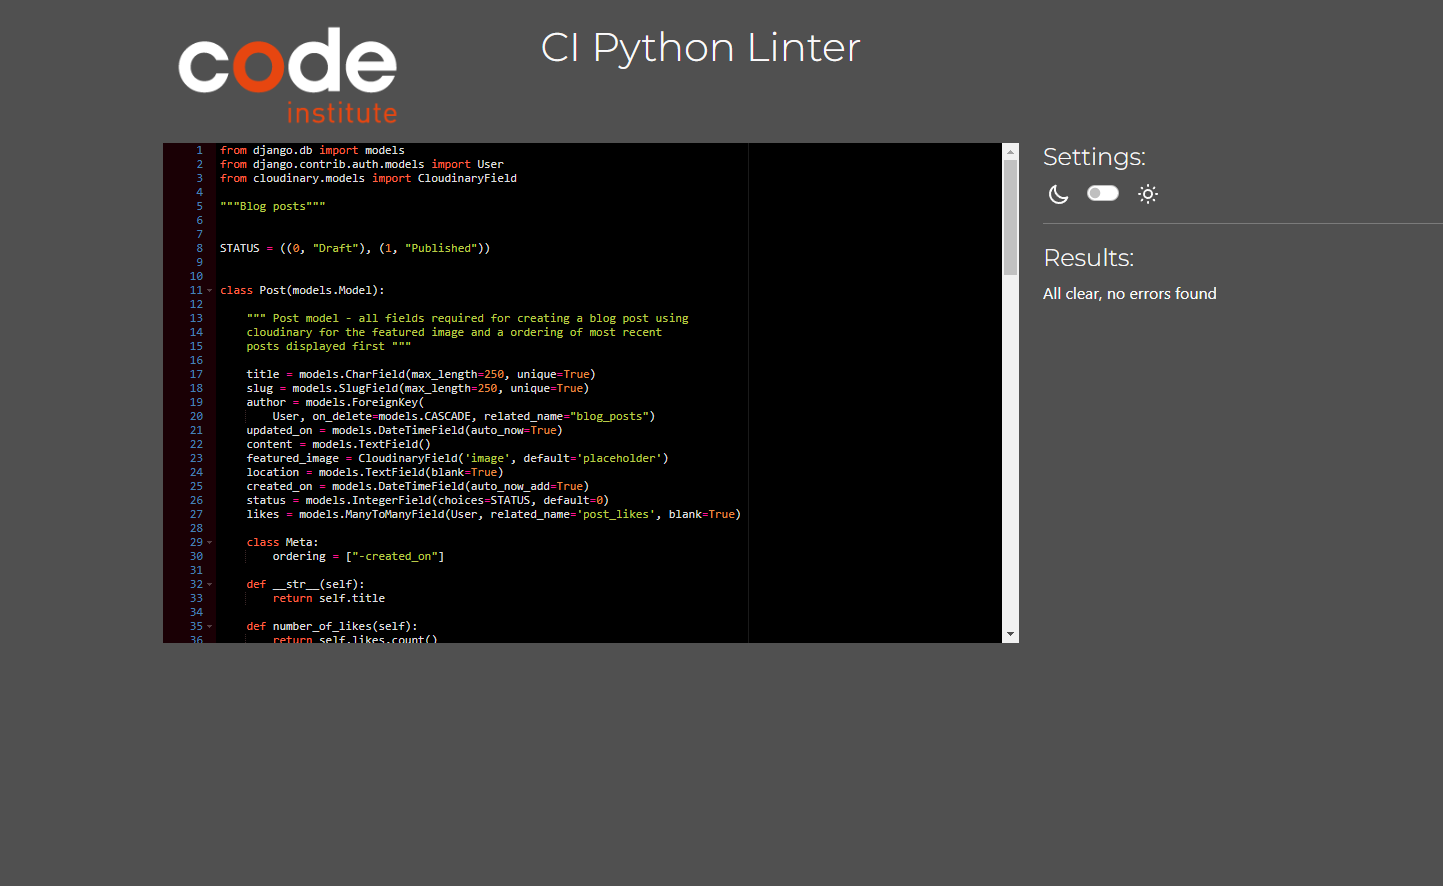 code
institute
CI Python Linter
1 from django.db import models
2 from django.contrib.auth.models import User
3 from cloudinary.models import CloudinaryField
4
5 """Blog posts"""
6
7
8 STATUS = ((0, "Draft"), (1, "Published"))
9
10
11 class Post(models.Model):
12
13     """ Post model - all fields required for creating a blog post using
14     cloudinary for the featured image and a ordering of most recent
15     posts displayed first """
16
17     title = models.CharField(max_length=250, unique=True)
18     slug = models.SlugField(max_length=250, unique=True)
19     author = models.ForeignKey(
20         User, on_delete=models.CASCADE, related_name="blog_posts")
21     updated_on = models.DateTimeField(auto_now=True)
22     content = models.TextField()
23     featured_image = CloudinaryField('image', default='placeholder')
24     location = models.TextField(blank=True)
25     created_on = models.DateTimeField(auto_now_add=True)
26     status = models.IntegerField(choices=STATUS, default=0)
27     likes = models.ManyToManyField(User, related_name='post_likes', blank=True)
28
29     class Meta:
30         ordering = ["-created_on"]
31
32     def __str__(self):
33         return self.title
34
35     def number_of_likes(self):
36         return self.likes.count()
Settings:
Results:
All clear, no errors found